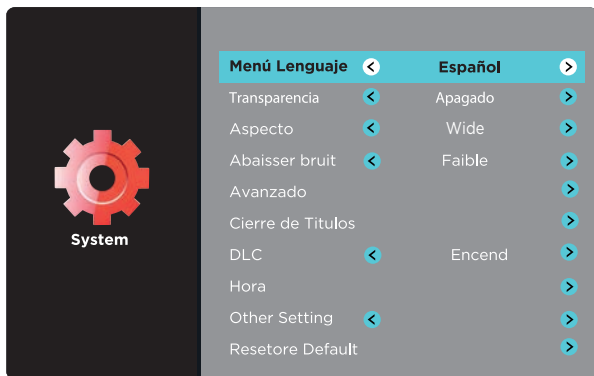 Menú Lenguaje < Español >
Transparencia < Apagado >
Aspecto < Wide >
Abaisser bruit < Faible >
Avanzado >
Cierre de Titulos >
System
DLC < Encend >
Hora >
Other Setting < >
Resetore Default >